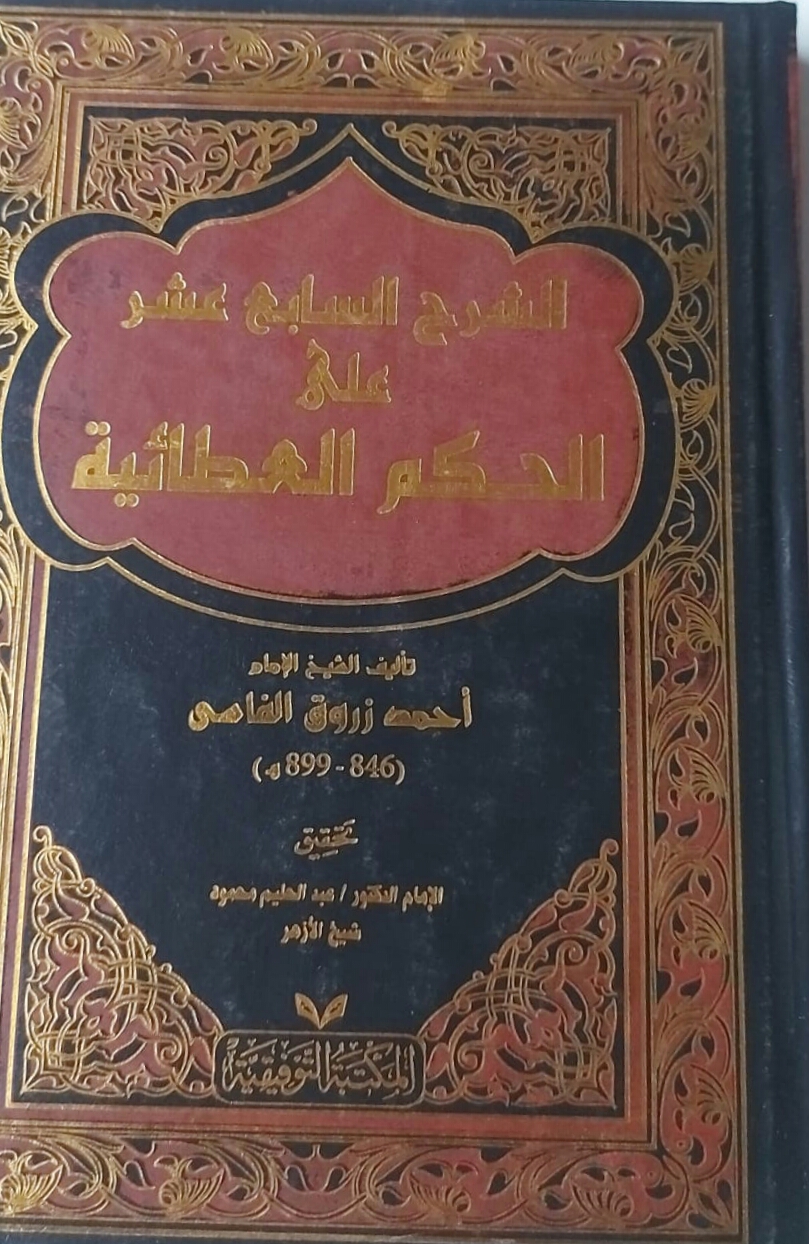 الشرح السابع عشر
على
الحكم العطائية
تأليف الشيخ الإمام
أحمد زروق الفاسى
(846 - 899 هـ)
تحقيق
الإمام الدكتور / عبد الحليم محمود
شيخ الأزهر
المكتبة التوفيقية